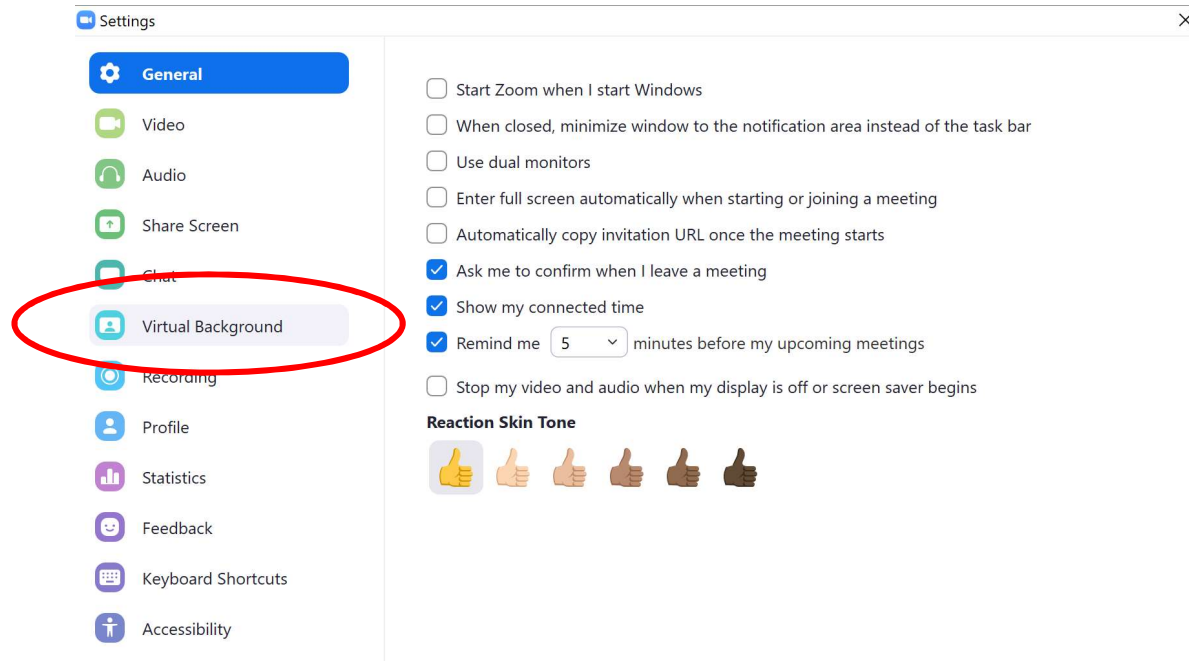 Settings
General
Video
Audio
Share Screen
Chat
Virtual Background
Recording
Profile
Statistics
Feedback
Keyboard Shortcuts
Accessibility
Start Zoom when I start Windows
When closed, minimize window to the notification area instead of the task bar
Use dual monitors
Enter full screen automatically when starting or joining a meeting
Automatically copy invitation URL once the meeting starts
Ask me to confirm when I leave a meeting
Show my connected time
Remind me 5 minutes before my upcoming meetings
Stop my video and audio when my display is off or screen saver begins
Reaction Skin Tone